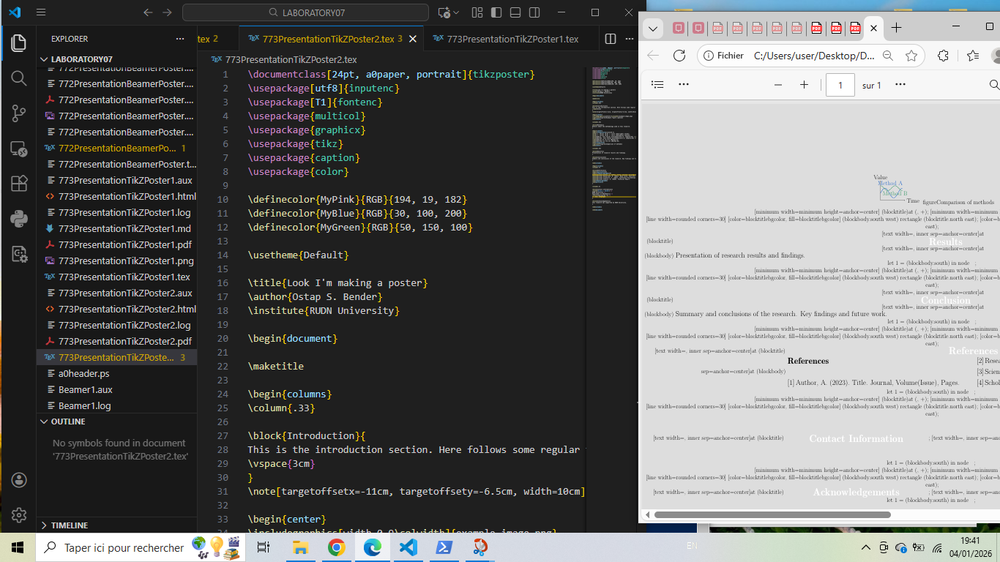 LABORATORY07
EXPLORER
LABORATORY07
772PresentationBeamerPoster....
772PresentationBeamerPoster....
772PresentationBeamerPoster....
772PresentationBeamerPoster....
772PresentationBeamerPoster....
772PresentationBeamerPo... 1
772PresentationBeamerPoster.t...
773PresentationTikZPoster1.aux
773PresentationTikZPoster1.html
773PresentationTikZPoster1.log
773PresentationTikZPoster1.md
773PresentationTikZPoster1.pdf
773PresentationTikZPoster1.png
773PresentationTikZPoster1.tex
773PresentationTikZPoster2.aux
773PresentationTikZPoster2.html
773PresentationTikZPoster2.log
773PresentationTikZPoster2.pdf
773PresentationTikZPoste... 3
a0header.ps
Beamer1.aux
Beamer1.log
OUTLINE
No symbols found in document
'773PresentationTikZPoster2.tex'
TIMELINE
tex 2
773PresentationTikZPoster2.tex 3
773PresentationTikZPoster1.tex
773PresentationTikZPoster2.tex
1 \documentclass[24pt, a0paper, portrait]{tikzposter}
2 \usepackage[utf8]{inputenc}
3 \usepackage[T1]{fontenc}
4 \usepackage{multicol}
5 \usepackage{graphicx}
6 \usepackage{tikz}
7 \usepackage{caption}
8 \usepackage{color}
9
10 \definecolor{MyPink}{RGB}{194, 19, 182}
11 \definecolor{MyBlue}{RGB}{30, 100, 200}
12 \definecolor{MyGreen}{RGB}{50, 150, 100}
13
14 \usetheme{Default}
15
16 \title{Look I'm making a poster}
17 \author{Ostap S. Bender}
18 \institute{RUDN University}
19
20 \begin{document}
21
22 \maketitle
23
24 \begin{columns}
25 \column{.33}
26
27 \block{Introduction}{
28 This is the introduction section. Here follows some regular
29 \vspace{3cm}
30 }
31 \note[targetoffsetx=-11cm, targetoffsety=-6.5cm, width=10cm]
32
33 \begin{center}
34 \includegraphics[width=0.9\colwidth]{example-image.png}
Fichier C:/Users/user/Desktop/D...
1 sur 1
Value
Method A
Method B
Time figureComparison of methods
[minimum width=minimum height=anchor=center] (blocktitle)at (, +); [minimum width=minimum
[line width=rounded corners=30] [color=blocktitlebgcolor, fill=blocktitlebgcolor] (blockbody.south west) rectangle (blocktitle.north east); [color=b
east);
[text width=, inner sep=anchor=center]at
(blocktitle) Results
[text width=, inner sep=anchor=center]at
(blockbody) Presentation of research results and findings.
let 1 = (blockbody.south) in node ;
[minimum width=minimum height=anchor=center] (blocktitle)at (, +); [minimum width=minimum
[line width=rounded corners=30] [color=blocktitlebgcolor, fill=blocktitlebgcolor] (blockbody.south west) rectangle (blocktitle.north east); [color=b
east);
[text width=, inner sep=anchor=center]at
(blocktitle) Conclusion
[text width=, inner sep=anchor=center]at
(blockbody) Summary and conclusions of the research. Key findings and future work.
let 1 = (blockbody.south) in node ;
[minimum width=minimum height=anchor=center] (blocktitle)at (, +); [minimum width=minimum
[line width=rounded corners=30] [color=blocktitlebgcolor, fill=blocktitlebgcolor] (blockbody.south west) rectangle (blocktitle.north east); [color=b
east);
[text width=, inner sep=anchor=center]at (blocktitle) References
References [2] Resea
sep=anchor=center]at (blockbody) [3] Scien
[1] Author, A. (2023). Title. Journal, Volume(Issue), Pages. [4] Schol
let 1 = (blockbody.south) in node ;
[minimum width=minimum height=anchor=center] (blocktitle)at (, +); [minimum width=minimum
[line width=rounded corners=30] [color=blocktitlebgcolor, fill=blocktitlebgcolor] (blockbody.south west) rectangle (blocktitle.north east); [color=b
east);
[text width=, inner sep=anchor=center]at (blocktitle) Contact Information ; [text width=, inner sep=anc
let 1 = (blockbody.south) in node ;
[minimum width=minimum height=anchor=center] (blocktitle)at (, +); [minimum width=minimum
[line width=rounded corners=30] [color=blocktitlebgcolor, fill=blocktitlebgcolor] (blockbody.south west) rectangle (blocktitle.north east); [color=b
east);
[text width=, inner sep=anchor=center]at (blocktitle) Acknowledgements ; [text width=, inner sep=anch
let 1 = (blockbody.south) in node ;
Taper ici pour rechercher
EN
19:41
04/01/2026